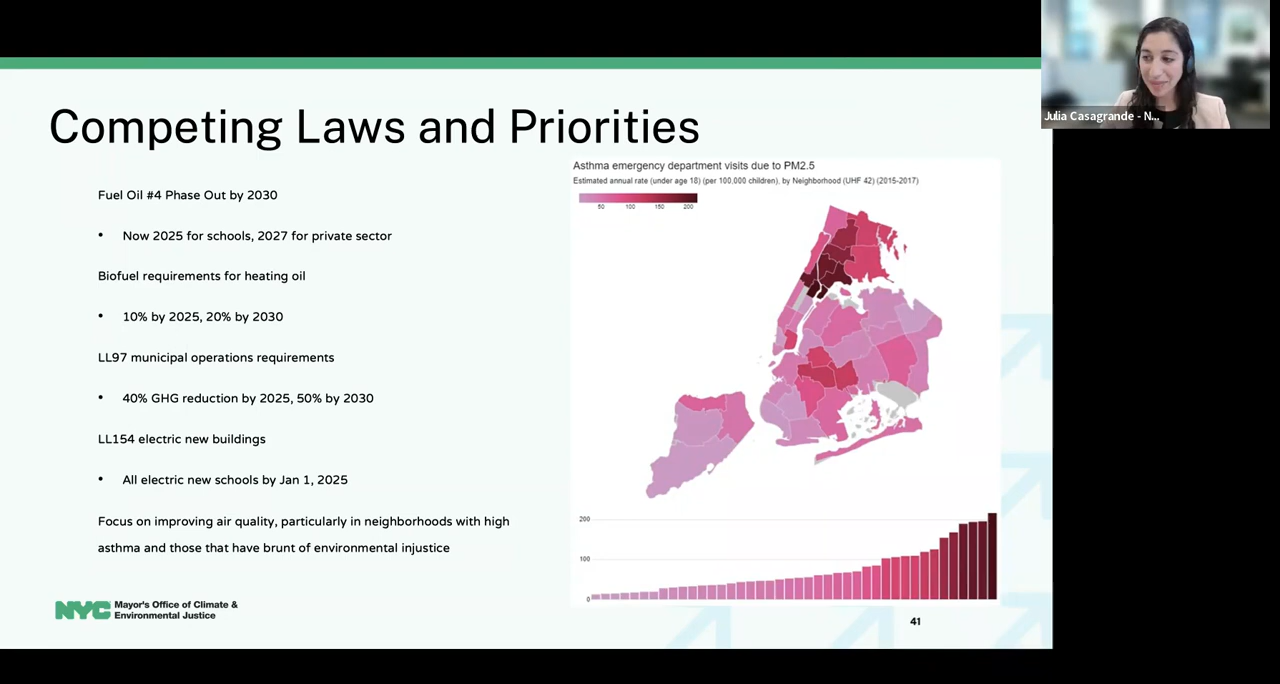 Competing Laws and Priorities
Fuel Oil #4 Phase Out by 2030
• Now 2025 for schools, 2027 for private sector
Biofuel requirements for heating oil
• 10% by 2025, 20% by 2030
LL97 municipal operations requirements
• 40% GHG reduction by 2025, 50% by 2030
LL154 electric new buildings
• All electric new schools by Jan 1, 2025
Focus on improving air quality, particularly in neighborhoods with high
asthma and those that have brunt of environmental injustice
Asthma emergency department visits due to PM2.5
Estimated annual rate (under age 18) (per 100,000 children), by Neighborhood (UHF 42) (2015-2017)
50 100 150 200
200
100
0
NYC Mayor's Office of Climate &
Environmental Justice
41
Julia Casagrande - N...